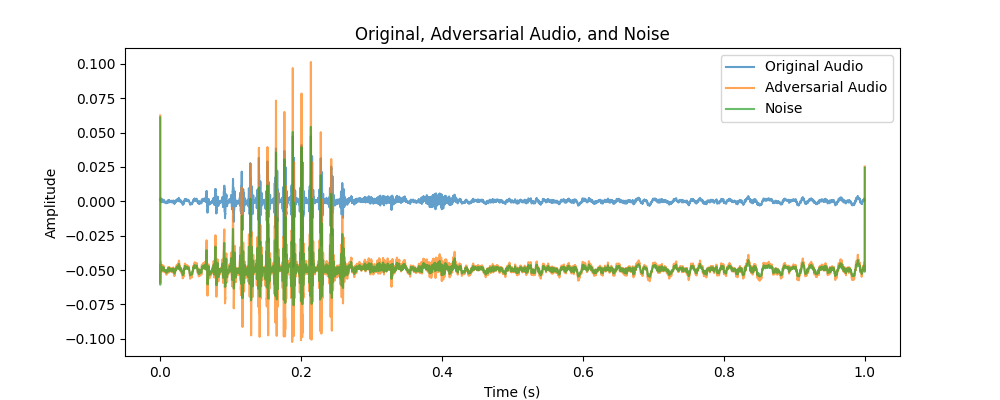 Original, Adversarial Audio, and Noise
Original Audio
Adversarial Audio
Noise
Amplitude
0.100
0.075
0.050
0.025
0.000
−0.025
−0.050
−0.075
−0.100
0.0 0.2 0.4 0.6 0.8 1.0
Time (s)